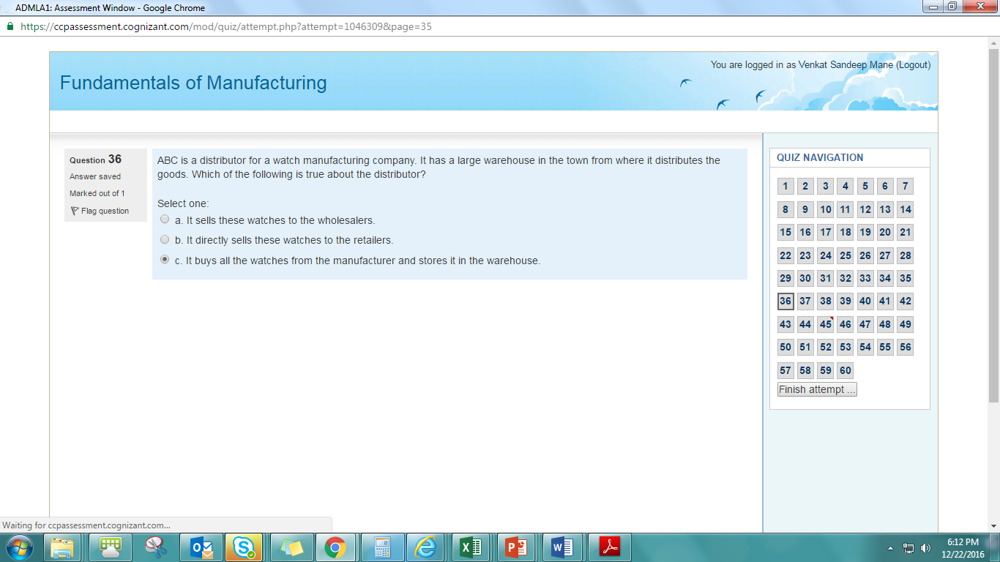 ADMLA1: Assessment Window - Google Chrome
https://ccpassessment.cognizant.com/mod/quiz/attempt.php?attempt=1046309&page=35
You are logged in as Venkat Sandeep Mane (Logout)
Fundamentals of Manufacturing
Question 36
Answer saved
Marked out of 1
Flag question
ABC is a distributor for a watch manufacturing company. It has a large warehouse in the town from where it distributes the
goods. Which of the following is true about the distributor?
Select one:
a. It sells these watches to the wholesalers.
b. It directly sells these watches to the retailers.
c. It buys all the watches from the manufacturer and stores it in the warehouse.
QUIZ NAVIGATION
1 2 3 4 5 6 7
8 9 10 11 12 13 14
15 16 17 18 19 20 21
22 23 24 25 26 27 28
29 30 31 32 33 34 35
36 37 38 39 40 41 42
43 44 45 46 47 48 49
50 51 52 53 54 55 56
57 58 59 60
Finish attempt ...
Waiting for ccpassessment.cognizant.com...
6:12 PM
12/22/2016